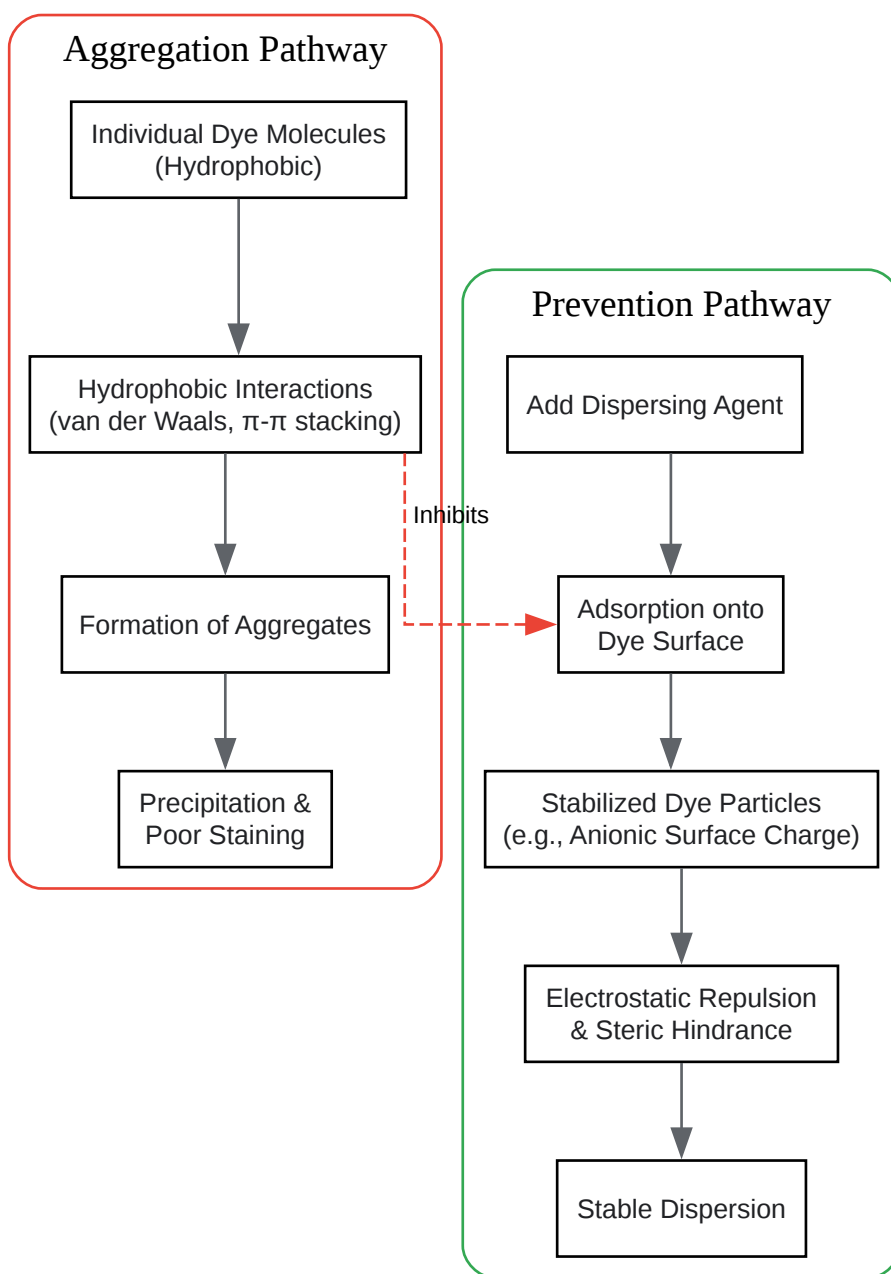 Aggregation Pathway
Individual Dye Molecules
(Hydrophobic)
Hydrophobic Interactions
(van der Waals, π-π stacking)
Formation of Aggregates
Precipitation &
Poor Staining
Inhibits
Prevention Pathway
Add Dispersing Agent
Adsorption onto
Dye Surface
Stabilized Dye Particles
(e.g., Anionic Surface Charge)
Electrostatic Repulsion
& Steric Hindrance
Stable Dispersion